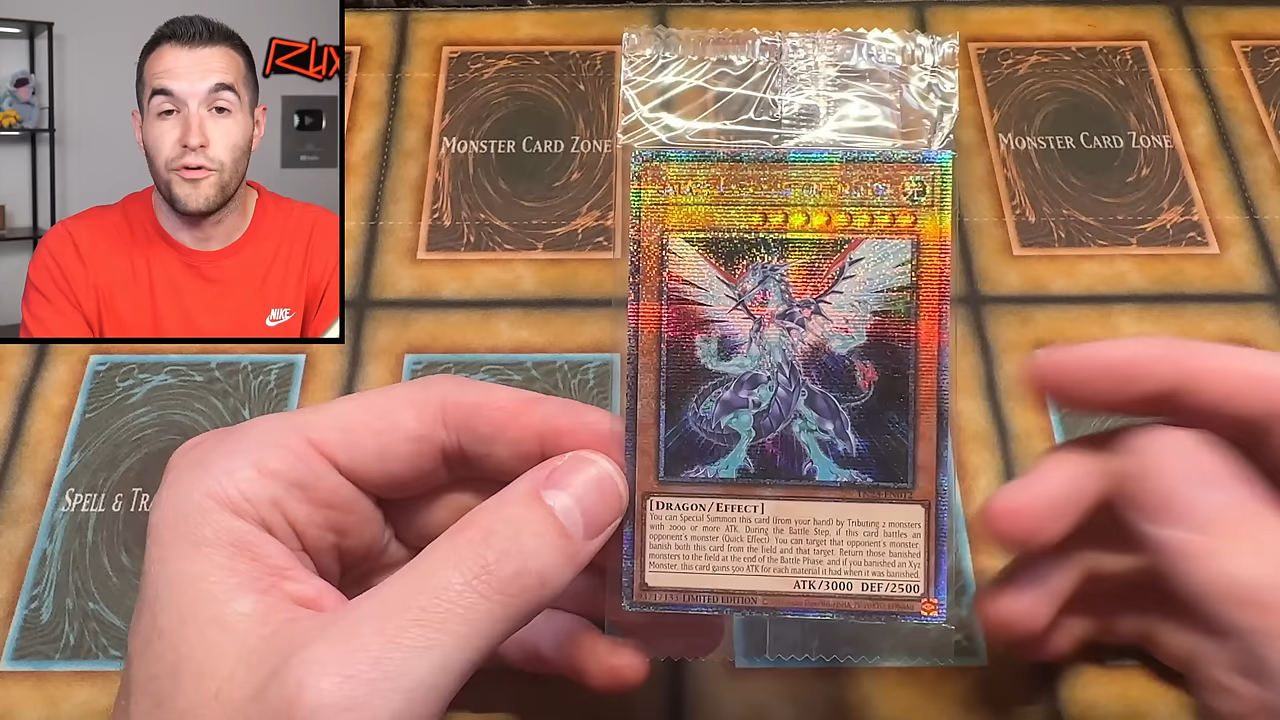 RUX
MONSTER CARD ZONE
MONSTER CARD ZONE
NIKE
SPELL & TRA
[DRAGON/EFFECT]
You can Special Summon this card (from your hand) by Tributing 2 monsters
with 2000 or more ATK. During the Battle Step, if this card battles an
opponent's monster (Quick Effect): You can target that opponent's monster;
banish both this card from the field and that target. Return those banished
monsters to the field at the end of the Battle Phase, and if you banished an Xyz
Monster, this card gains 500 ATK for each material it had when it was banished.
ATK/3000 DEF/2500
LIMITED EDITION